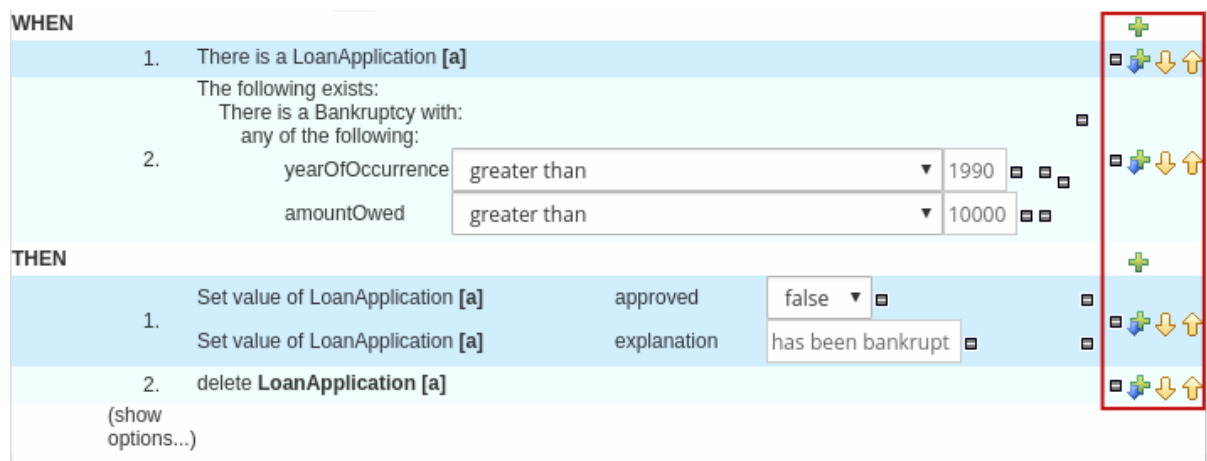 WHEN
1. There is a LoanApplication [a]
The following exists:
There is a Bankruptcy with:
any of the following:
2.
yearOfOccurrence greater than 1990
amountOwed greater than 10000
THEN
1.
Set value of LoanApplication [a] approved false
Set value of LoanApplication [a] explanation has been bankrupt
2. delete LoanApplication [a]
(show
options...)